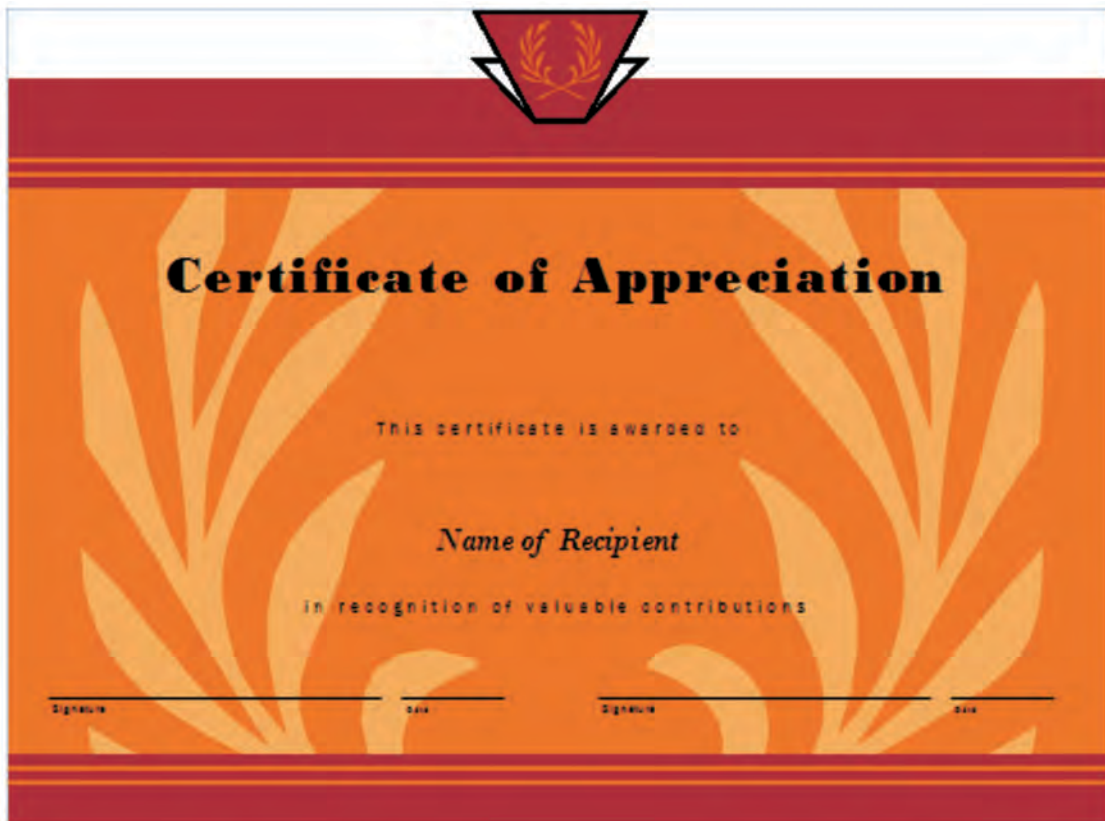 Certificate of Appreciation
This certificate is awarded to
Name of Recipient
in recognition of valuable contributions
Signature Date Signature Date